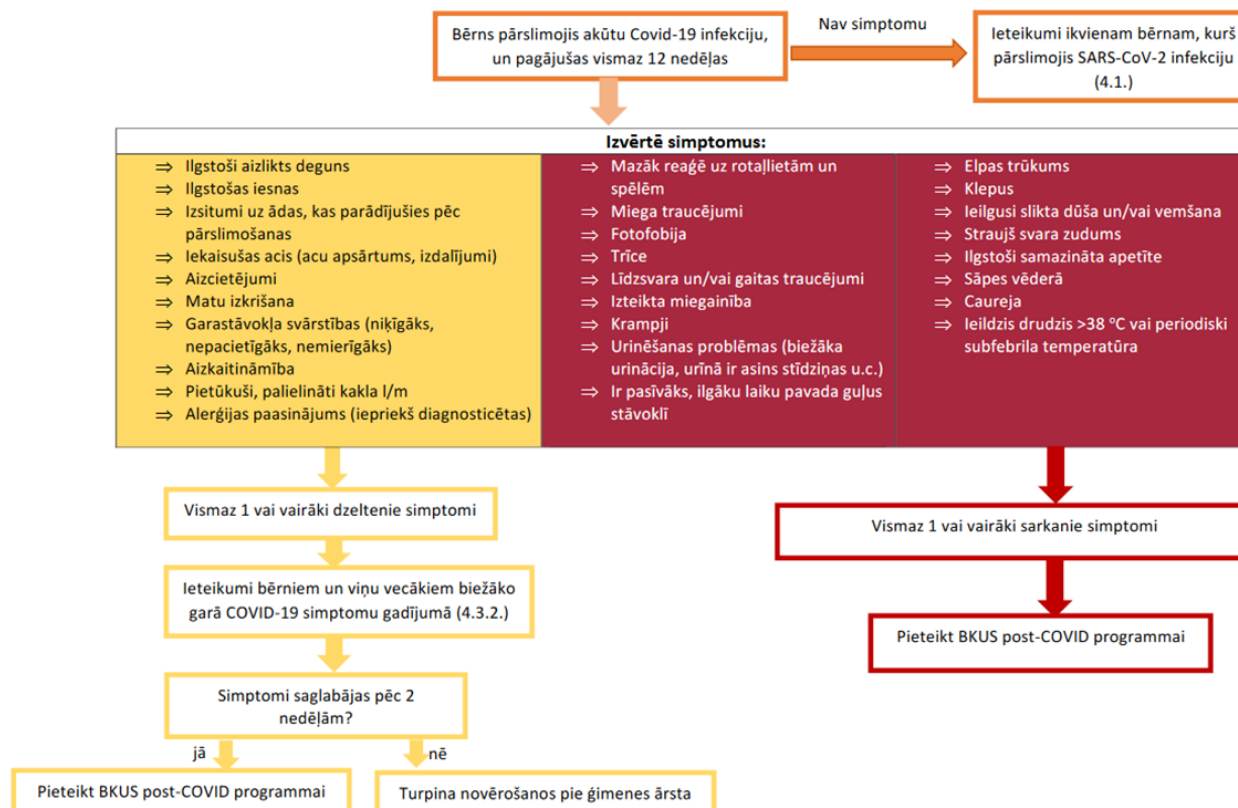 Bērns pārslimojis akūtu Covid-19 infekciju,
un pagājušas vismaz 12 nedēļas
Nav simptomu
Ieteikumi ikvienam bērnam, kurš
pārslimojis SARS-CoV-2 infekciju
(4.1.)
Izvērtē simptomus:
⇒ Ilgstoši aizlikts deguns
⇒ Ilgstošas iesnas
⇒ Izsitumi uz ādas, kas parādījušies pēc
pārslimošanas
⇒ Iekaisušas acis (acu apsārtums, izdalījumi)
⇒ Aizcietējumi
⇒ Matu izkrišana
⇒ Garastāvokļa svārstības (niķīgāks,
nepacietīgāks, nemierīgāks)
⇒ Aizkaitināmība
⇒ Pietūkuši, palielināti kakla l/m
⇒ Alerģijas paasinājums (iepriekš diagnosticētas)
⇒ Mazāk reaģē uz rotaļlietām un
spēlēm
⇒ Miega traucējumi
⇒ Fotofobija
⇒ Trīce
⇒ Līdzsvara un/vai gaitas traucējumi
⇒ Izteikta miegainība
⇒ Krampji
⇒ Urinēšanas problēmas (biežāka
urinācija, urīnā ir asins stīdziņas u.c.)
⇒ Ir pasīvāks, ilgāku laiku pavada guļus
stāvoklī
⇒ Elpas trūkums
⇒ Klepus
⇒ Ieilgusi slikta dūša un/vai vemšana
⇒ Straujš svara zudums
⇒ Ilgstoši samazināta apetīte
⇒ Sāpes vēderā
⇒ Caureja
⇒ Ieildzis drudzis >38 °C vai periodiski
subfebrila temperatūra
Vismaz 1 vai vairāki dzeltenie simptomi
Ieteikumi bērniem un viņu vecākiem biežāko
garā COVID-19 simptomu gadījumā (4.3.2.)
Simptomi saglabājas pēc 2
nedēļām?
jā
nē
Pieteikt BKUS post-COVID programmai
Turpina novērošanos pie ģimenes ārsta
Vismaz 1 vai vairāki sarkanie simptomi
Pieteikt BKUS post-COVID programmai